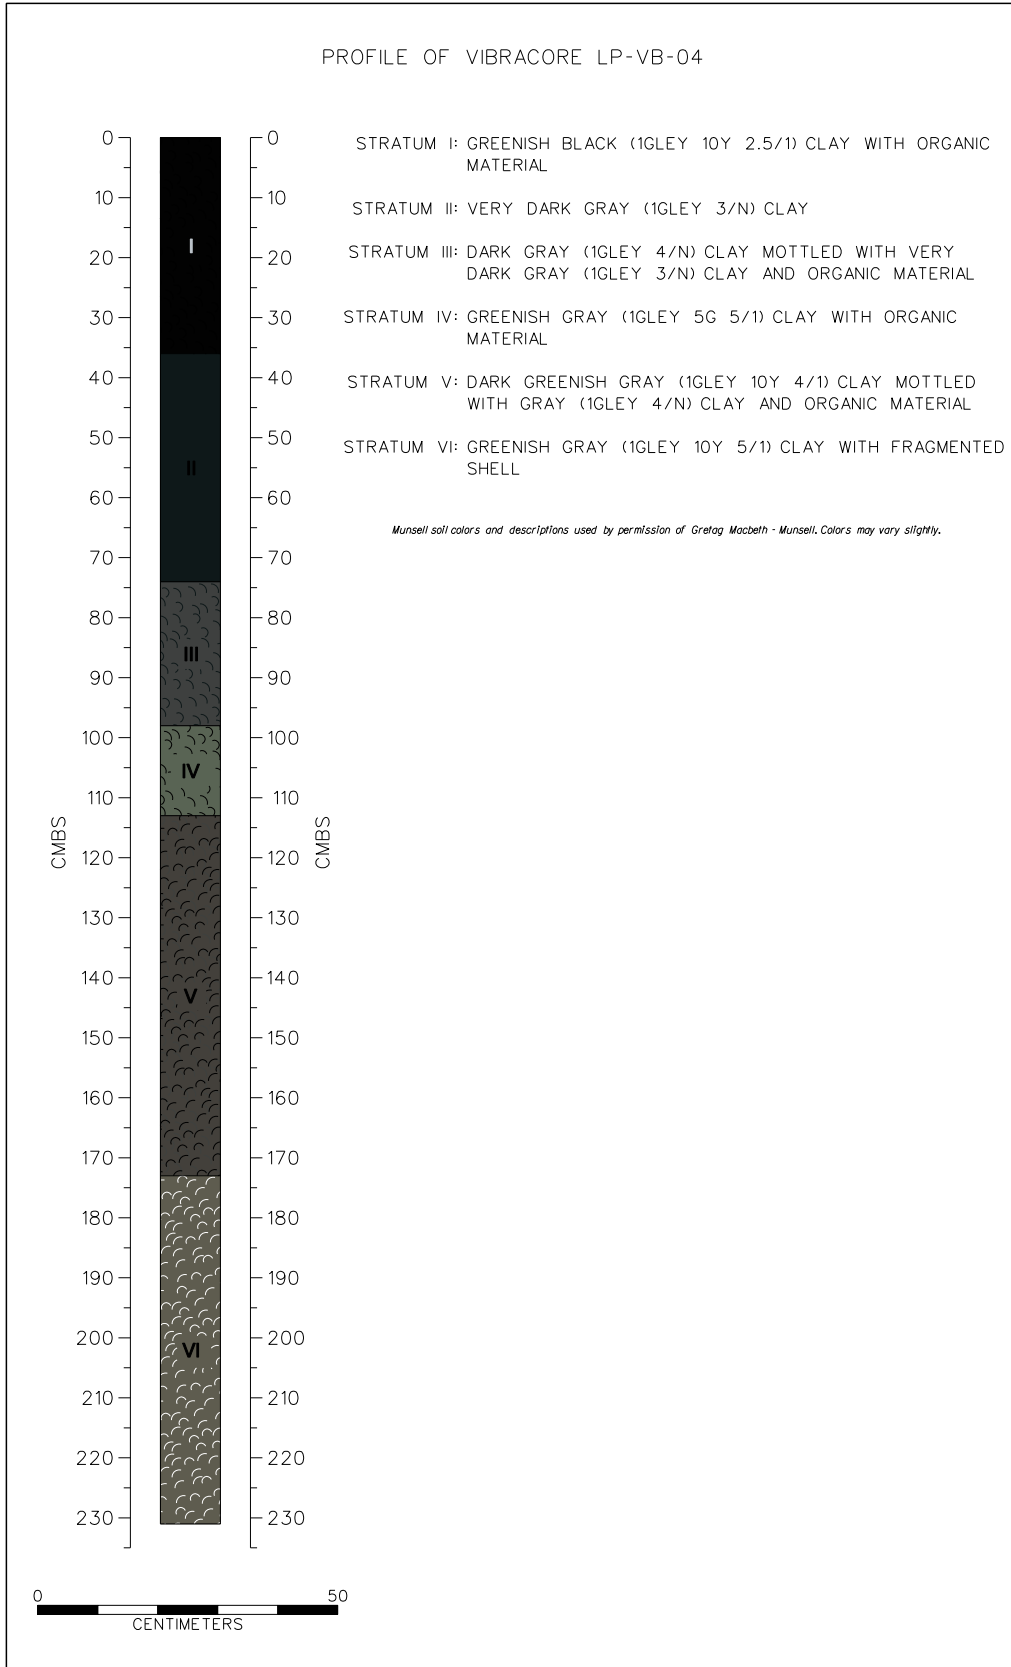 PROFILE OF VIBRACORE LP-VB-04
STRATUM I: GREENISH BLACK (1GLEY 10Y 2.5/1) CLAY WITH ORGANIC
MATERIAL
STRATUM II: VERY DARK GRAY (1GLEY 3/N) CLAY
STRATUM III: DARK GRAY (1GLEY 4/N) CLAY MOTTLED WITH VERY
DARK GRAY (1GLEY 3/N) CLAY AND ORGANIC MATERIAL
STRATUM IV: GREENISH GRAY (1GLEY 5G 5/1) CLAY WITH ORGANIC
MATERIAL
STRATUM V: DARK GREENISH GRAY (1GLEY 10Y 4/1) CLAY MOTTLED
WITH GRAY (1GLEY 4/N) CLAY AND ORGANIC MATERIAL
STRATUM VI: GREENISH GRAY (1GLEY 10Y 5/1) CLAY WITH FRAGMENTED
SHELL
Munsell soil colors and descriptions used by permission of Gretag Macbeth - Munsell. Colors may vary slightly.
0 0
10 10
I
20 20
30 30
40 40
50 50
II
60 60
70 70
80 80
III
90 90
100 100
IV
110 110
CMBS CMBS
120 120
130 130
140 140
V
150 150
160 160
170 170
180 180
190 190
200 200
VI
210 210
220 220
230 230
0 50
CENTIMETERS